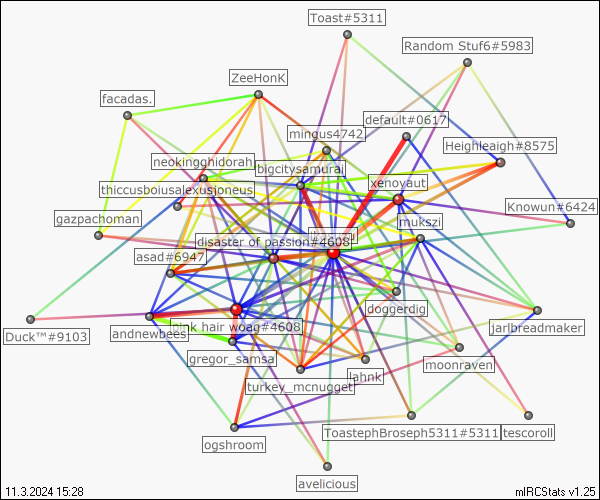 Toast#5311
Random Stuf6#5983
ZeeHonK
facadas.
default#0617
mingus4742
Heighleaigh#8575
neokingghidorah
bigcitysamurai
xenoyaut
thiccusboiusalexusjoneus
Knowun#6424
gazpachoman
mukszi
disaster of passion#4608
asad#6947
doggerdig
jarlbreadmaker
pink hair woag#4608
Duck™#9103
andnewbees
gregor_samsa
moonraven
lahnk
turkey_mcnugget
ToastephBroseph5311#5311
tescoroll
ogshroom
avelicious
11.3.2024 15:28
mIRCStats v1.25